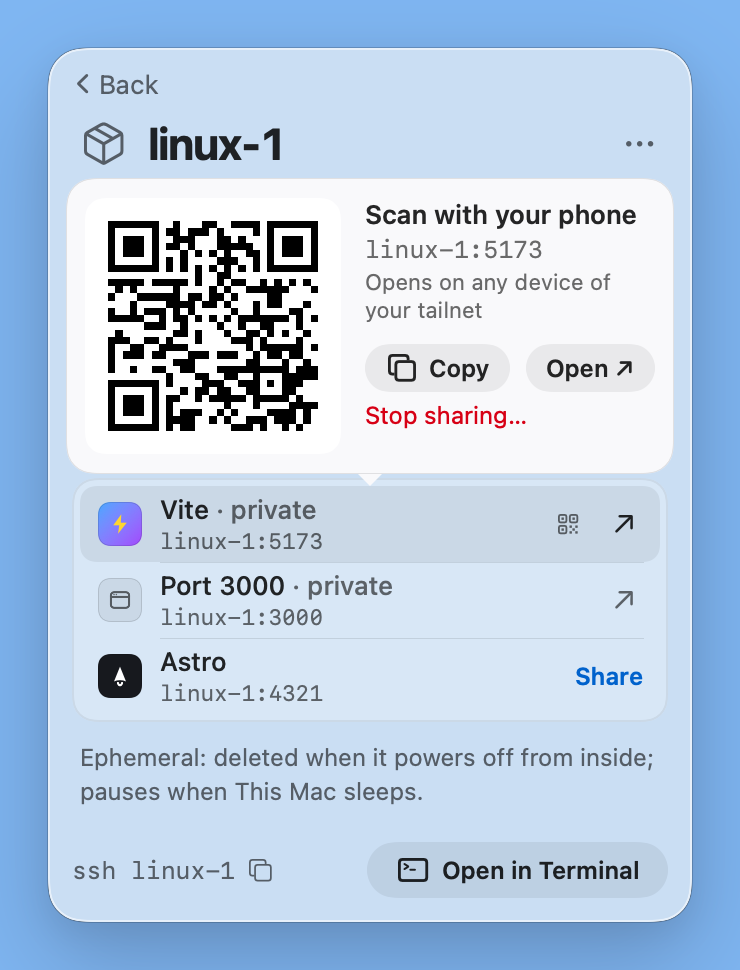 Back
linux-1
Scan with your phone
linux-1:5173
Opens on any device of
your tailnet
Copy
Open
Stop sharing...
Vite · private
linux-1:5173
Port 3000 · private
linux-1:3000
Astro
linux-1:4321
Share
Ephemeral: deleted when it powers off from inside;
pauses when This Mac sleeps.
ssh linux-1
Open in Terminal